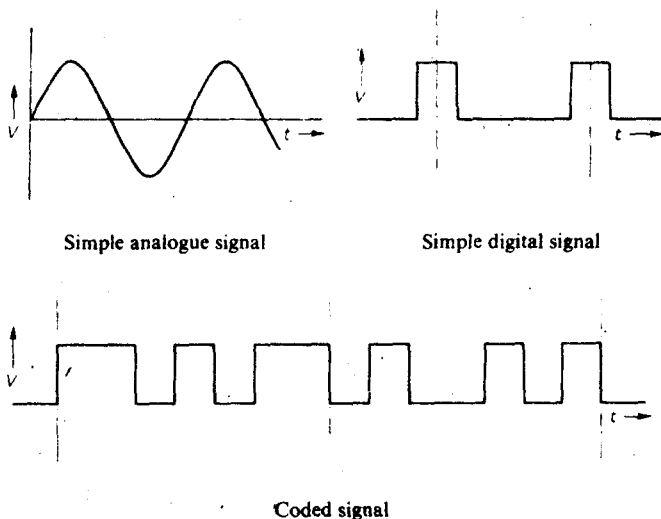 V t
Simple analogue signal
V t
Simple digital signal
V t
Coded signal